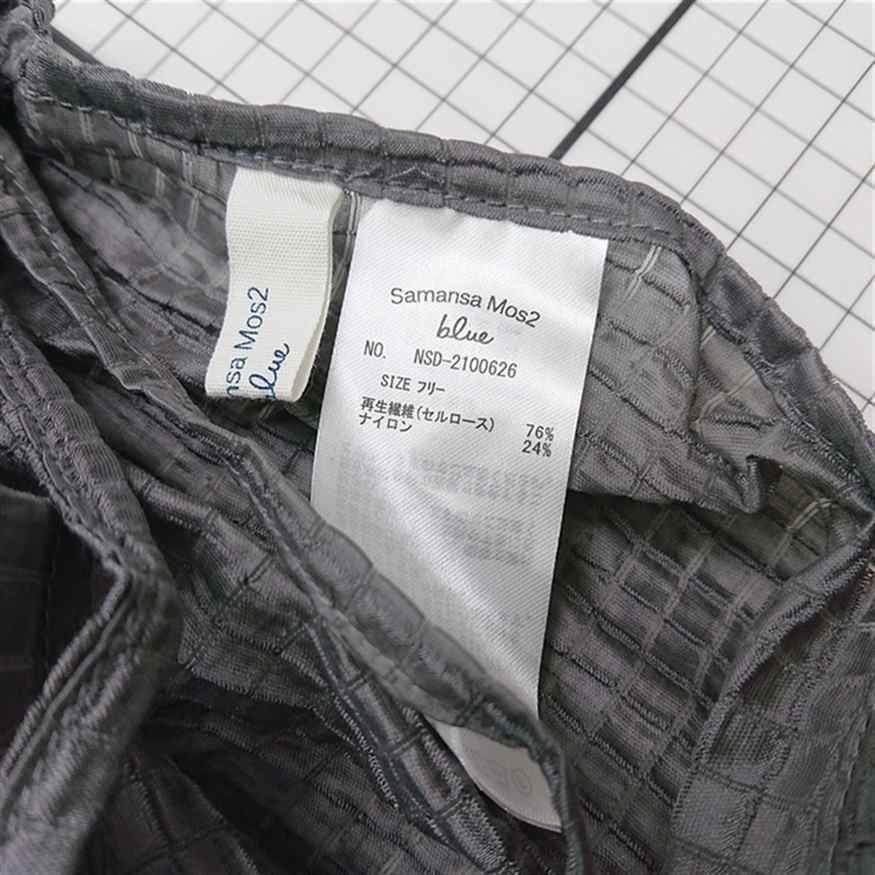 Samansa Mos2
blue
NO. NSD-2100626
SIZE フリー
再生繊維(セルロース) 76%
ナイロン 24%
nsa Mos2
blue